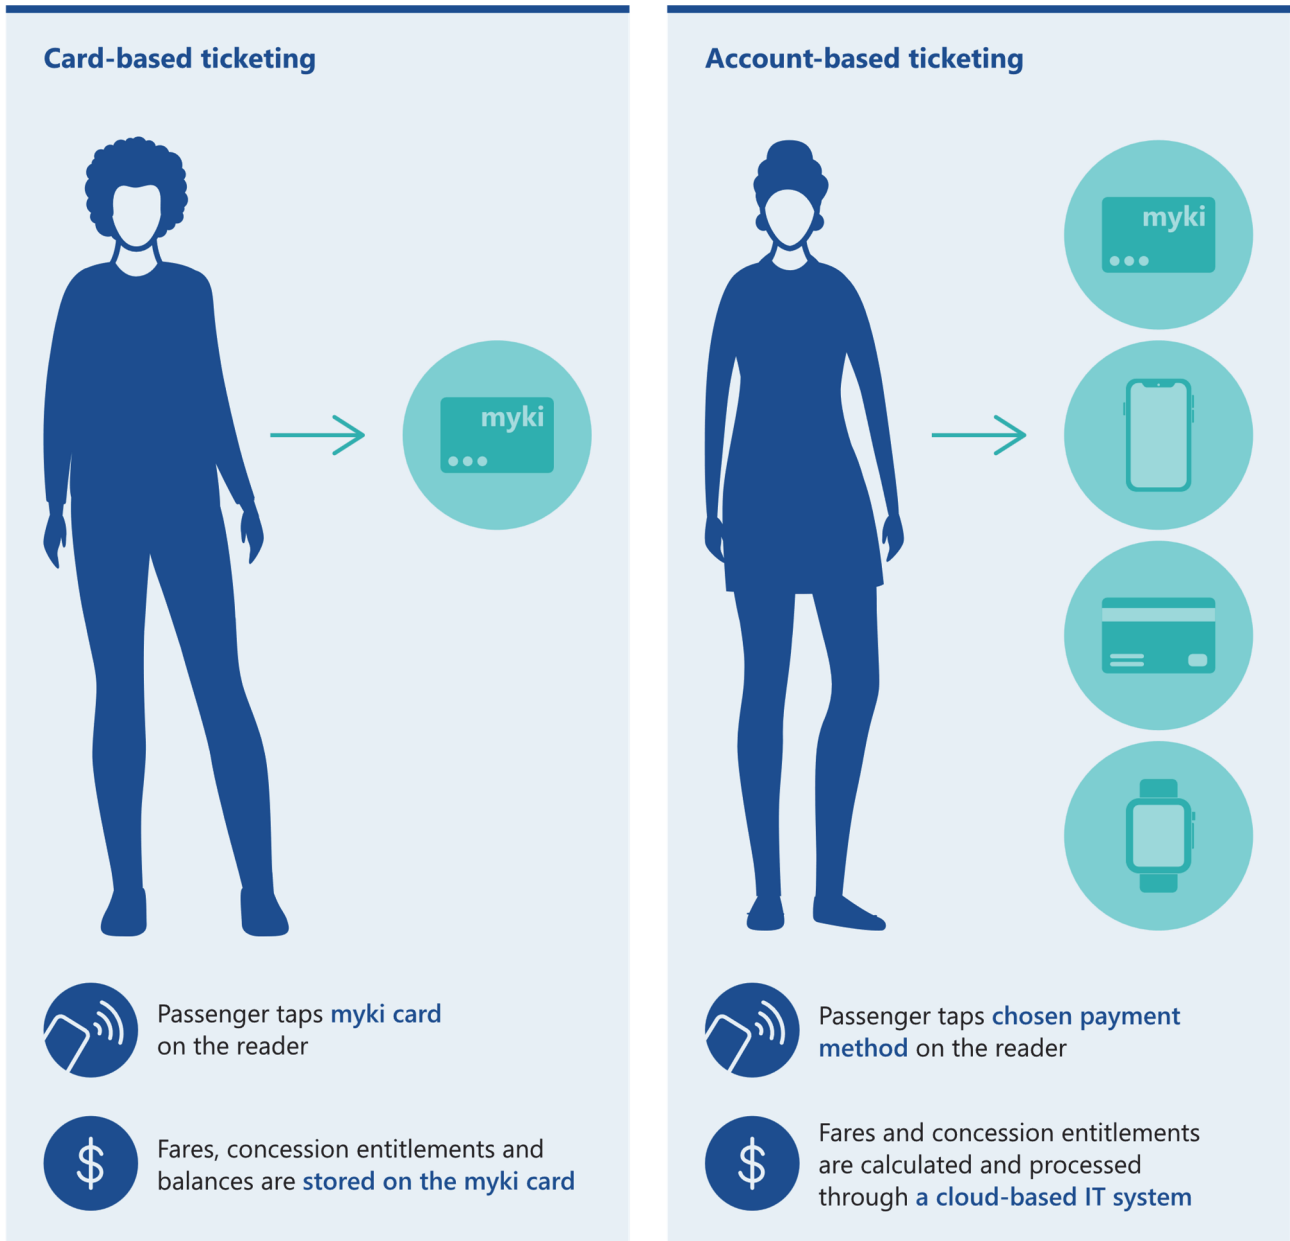 Card-based ticketing
myki
Passenger taps myki card
on the reader
Fares, concession entitlements and
balances are stored on the myki card
Account-based ticketing
myki
Passenger taps chosen payment
method on the reader
Fares and concession entitlements
are calculated and processed
through a cloud-based IT system